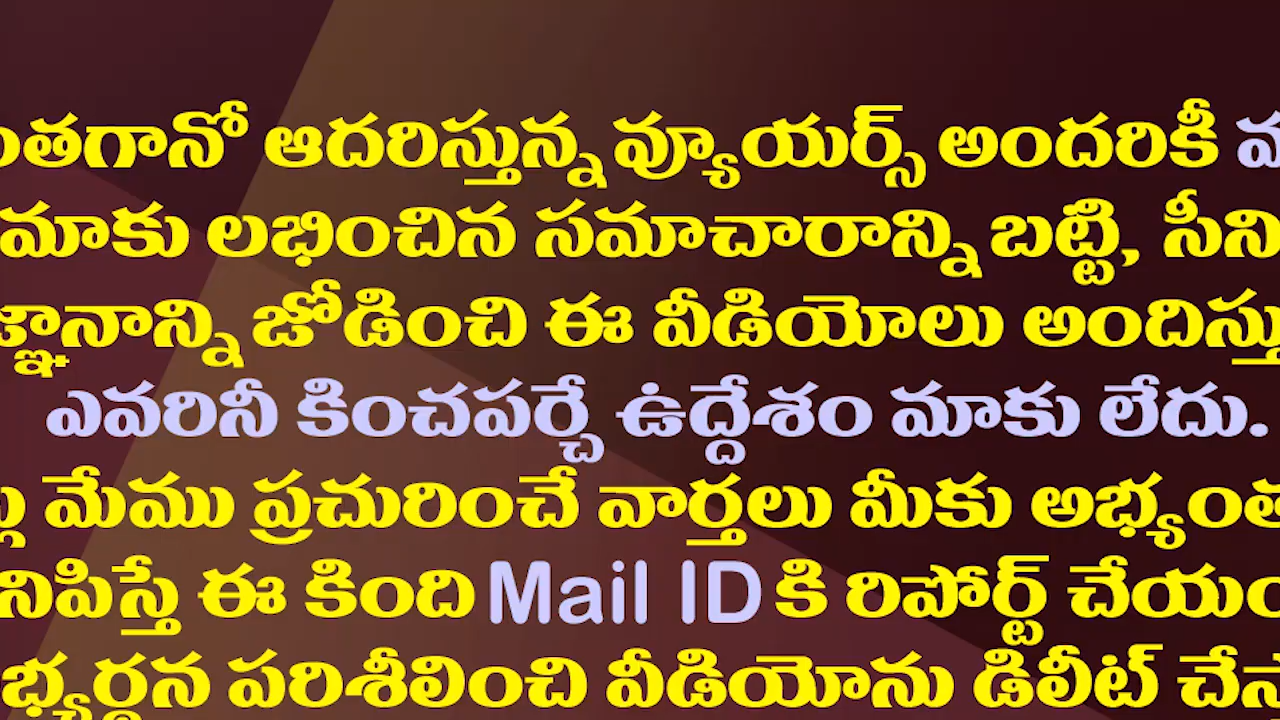 ఆదరిస్తున్న వ్యూయర్స్ అందరికీ
మాకు లభించిన సమాచారాన్ని బట్టి,
జోడించి ఈ వీడియోలు
ఎవరినీ కించపర్చే ఉద్దేశం మాకు లేదు.
మేము ప్రచురించే వార్తలు మీకు
ఈ కింది Mail ID కి రిపోర్ట్
పరిశీలించి వీడియోను డిలీట్